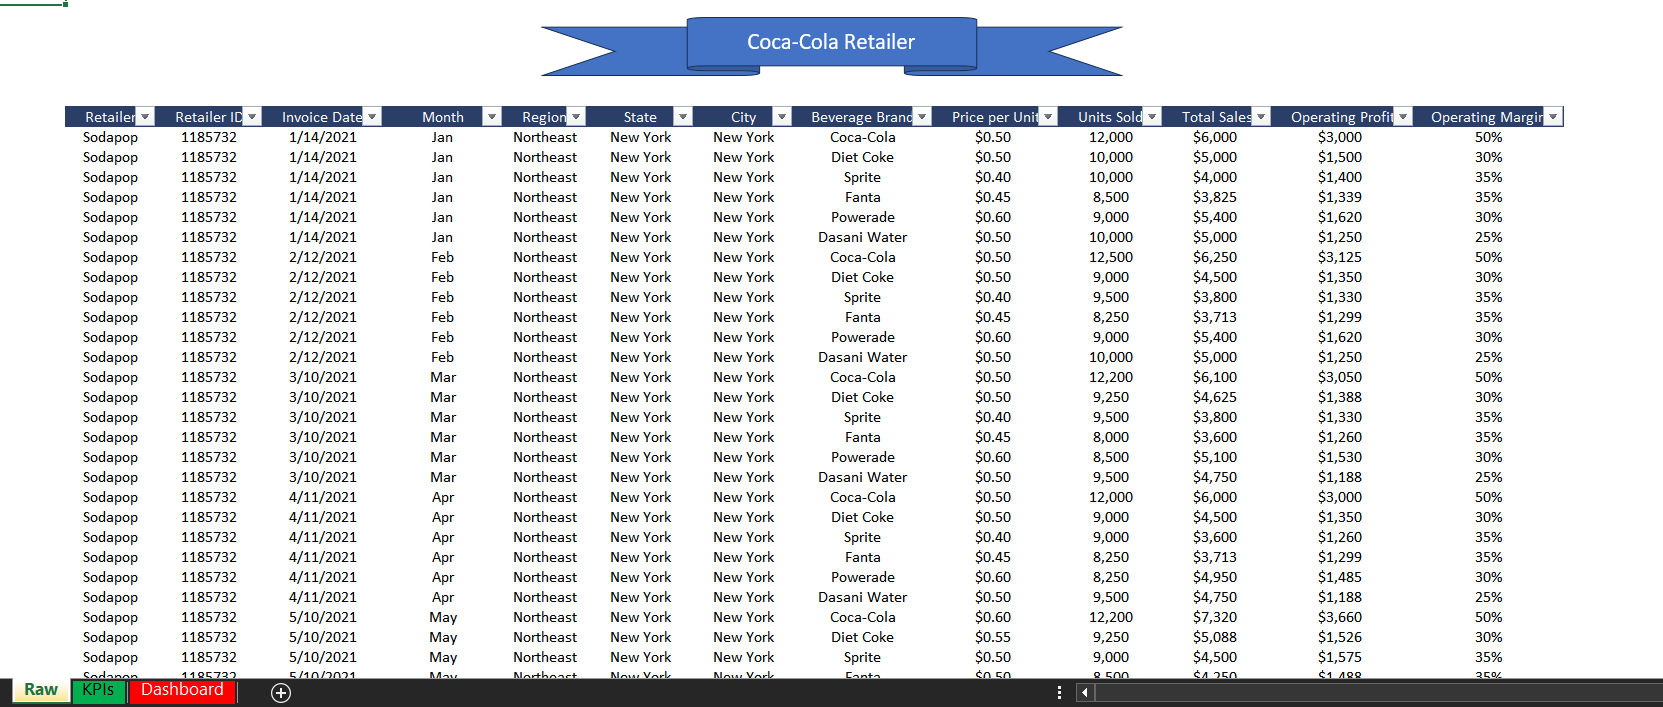 Coca-Cola Retailer
Retailer Retailer ID Invoice Date Month Region State City Beverage Brand Price per Unit Units Sold Total Sales Operating Profit Operating Margin
Sodapop 1185732 1/14/2021 Jan Northeast New York New York Coca-Cola $0.50 12,000 $6,000 $3,000 50%
Sodapop 1185732 1/14/2021 Jan Northeast New York New York Diet Coke $0.50 10,000 $5,000 $1,500 30%
Sodapop 1185732 1/14/2021 Jan Northeast New York New York Sprite $0.40 10,000 $4,000 $1,400 35%
Sodapop 1185732 1/14/2021 Jan Northeast New York New York Fanta $0.45 8,500 $3,825 $1,339 35%
Sodapop 1185732 1/14/2021 Jan Northeast New York New York Powerade $0.60 9,000 $5,400 $1,620 30%
Sodapop 1185732 1/14/2021 Jan Northeast New York New York Dasani Water $0.50 10,000 $5,000 $1,250 25%
Sodapop 1185732 2/12/2021 Feb Northeast New York New York Coca-Cola $0.50 12,500 $6,250 $3,125 50%
Sodapop 1185732 2/12/2021 Feb Northeast New York New York Diet Coke $0.50 9,000 $4,500 $1,350 30%
Sodapop 1185732 2/12/2021 Feb Northeast New York New York Sprite $0.40 9,500 $3,800 $1,330 35%
Sodapop 1185732 2/12/2021 Feb Northeast New York New York Fanta $0.45 8,250 $3,713 $1,299 35%
Sodapop 1185732 2/12/2021 Feb Northeast New York New York Powerade $0.60 9,000 $5,400 $1,620 30%
Sodapop 1185732 2/12/2021 Feb Northeast New York New York Dasani Water $0.50 10,000 $5,000 $1,250 25%
Sodapop 1185732 3/10/2021 Mar Northeast New York New York Coca-Cola $0.50 12,200 $6,100 $3,050 50%
Sodapop 1185732 3/10/2021 Mar Northeast New York New York Diet Coke $0.50 9,250 $4,625 $1,388 30%
Sodapop 1185732 3/10/2021 Mar Northeast New York New York Sprite $0.40 9,500 $3,800 $1,330 35%
Sodapop 1185732 3/10/2021 Mar Northeast New York New York Fanta $0.45 8,000 $3,600 $1,260 35%
Sodapop 1185732 3/10/2021 Mar Northeast New York New York Powerade $0.60 8,500 $5,100 $1,530 30%
Sodapop 1185732 3/10/2021 Mar Northeast New York New York Dasani Water $0.50 9,500 $4,750 $1,188 25%
Sodapop 1185732 4/11/2021 Apr Northeast New York New York Coca-Cola $0.50 12,000 $6,000 $3,000 50%
Sodapop 1185732 4/11/2021 Apr Northeast New York New York Diet Coke $0.50 9,000 $4,500 $1,350 30%
Sodapop 1185732 4/11/2021 Apr Northeast New York New York Sprite $0.40 9,000 $3,600 $1,260 35%
Sodapop 1185732 4/11/2021 Apr Northeast New York New York Fanta $0.45 8,250 $3,713 $1,299 35%
Sodapop 1185732 4/11/2021 Apr Northeast New York New York Powerade $0.60 8,250 $4,950 $1,485 30%
Sodapop 1185732 4/11/2021 Apr Northeast New York New York Dasani Water $0.50 9,500 $4,750 $1,188 25%
Sodapop 1185732 5/10/2021 May Northeast New York New York Coca-Cola $0.60 12,200 $7,320 $3,660 50%
Sodapop 1185732 5/10/2021 May Northeast New York New York Diet Coke $0.55 9,250 $5,088 $1,526 30%
Sodapop 1185732 5/10/2021 May Northeast New York New York Sprite $0.50 9,000 $4,500 $1,575 35%
Sodapop 1185732 5/10/2021 May Northeast New York New York Fanta $0.50 8,500 $4,250 $1,488 35%
Raw KPIs Dashboard